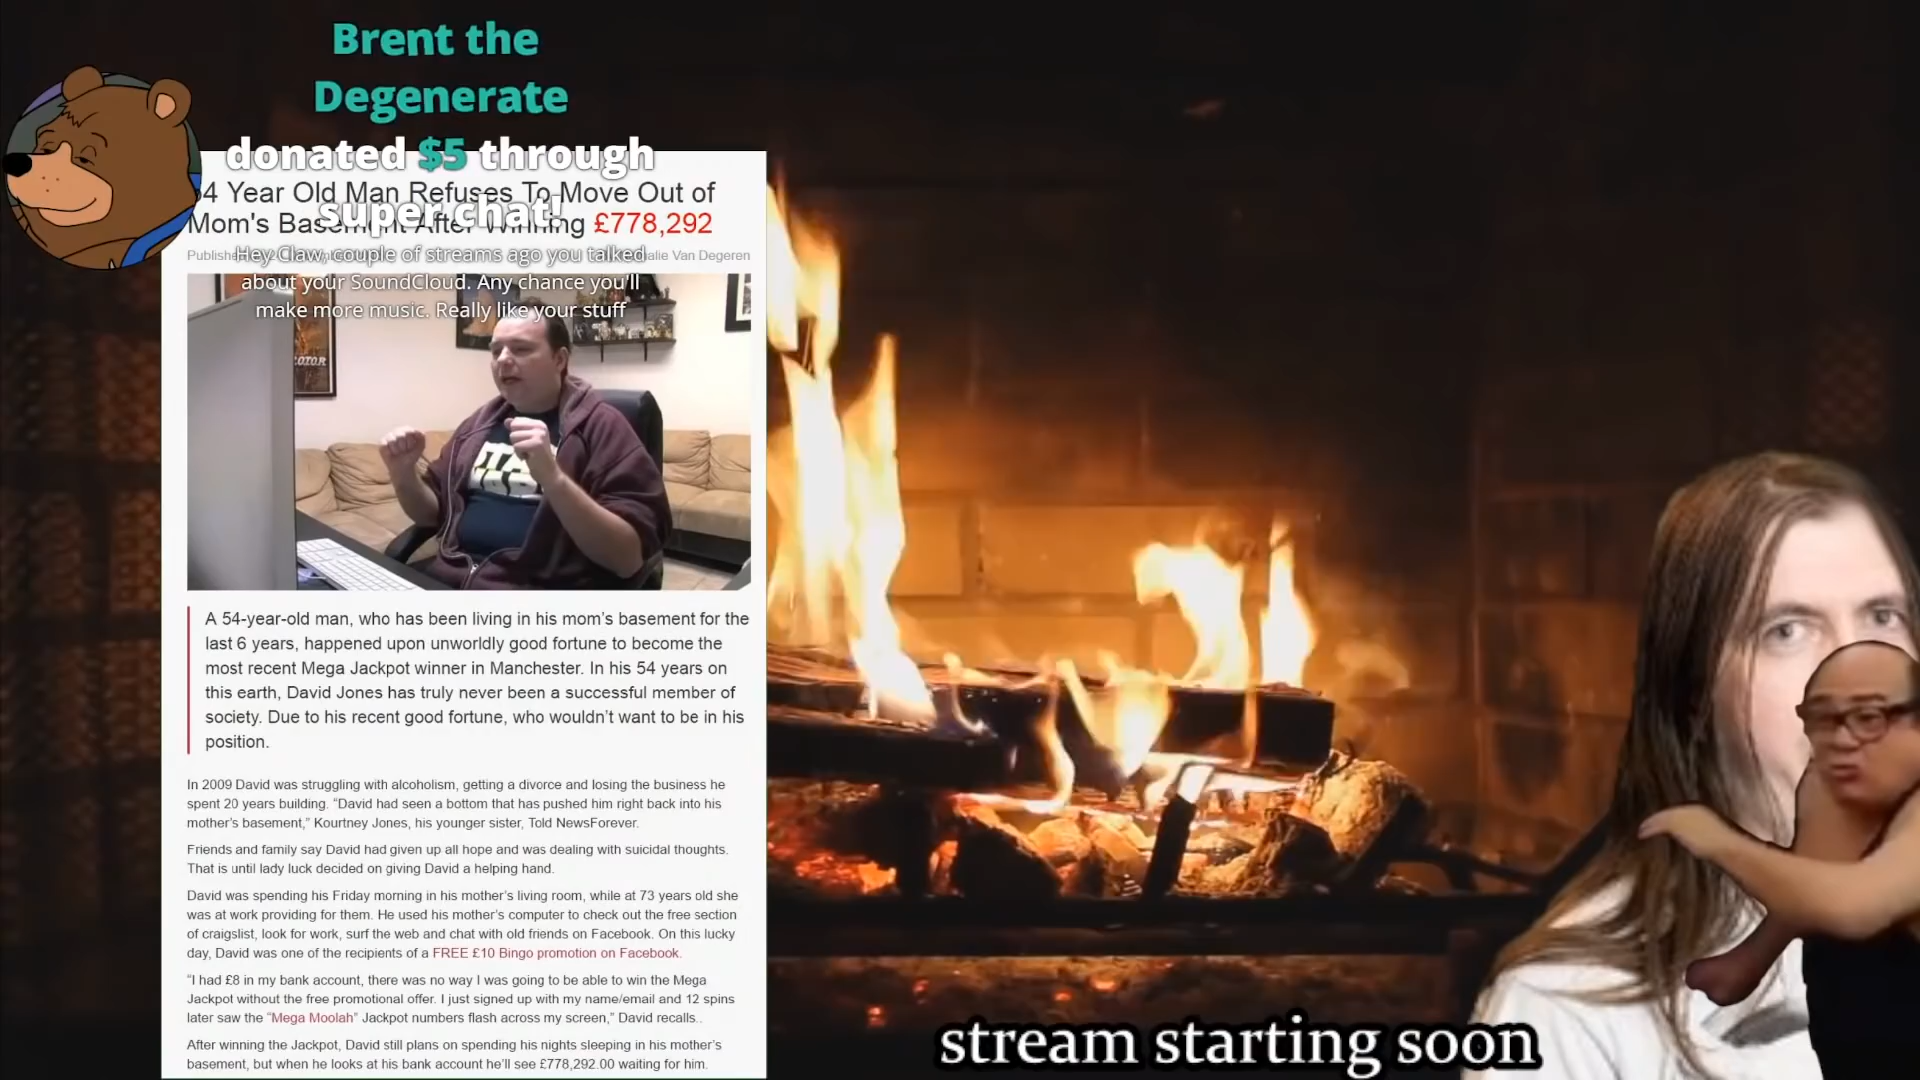 Brent the
Degenerate
donated $5 through
super chat!
Hey Claw, couple of streams ago you talked
about your SoundCloud. Any chance you'll
make more music. Really like your stuff
54 Year Old Man Refuses To Move Out of
Mom's Basement After Winning £778,292
Van Degeren
A 54-year-old man, who has been living in his mom's basement for the
last 6 years, happened upon unworldly good fortune to become the
most recent Mega Jackpot winner in Manchester. In his 54 years on
this earth, David Jones has truly never been a successful member of
society. Due to his recent good fortune, who wouldn't want to be in his
position.
In 2009 David was struggling with alcoholism, getting a divorce and losing the business he
spent 20 years building. “David had seen a bottom that has pushed him right back into his
mother's basement,” Kourtney Jones, his younger sister, Told NewsForever.
Friends and family say David had given up all hope and was dealing with suicidal thoughts.
That is until lady luck decided on giving David a helping hand.
David was spending his Friday morning in his mother's living room, while at 73 years old she
was at work providing for them. He used his mother's computer to check out the free section
of craigslist, look for work, surf the web and chat with old friends on Facebook. On this lucky
day, David was one of the recipients of a FREE £10 Bingo promotion on Facebook.
“I had £8 in my bank account, there was no way I was going to be able to win the Mega
Jackpot without the free promotional offer. I just signed up with my name/email and 12 spins
later saw the “Mega Moolah” Jackpot numbers flash across my screen,” David recalls..
After winning the Jackpot, David still plans on spending his nights sleeping in his mother's
basement, but when he looks at his bank account he'll see £778,292.00 waiting for him.
stream starting soon